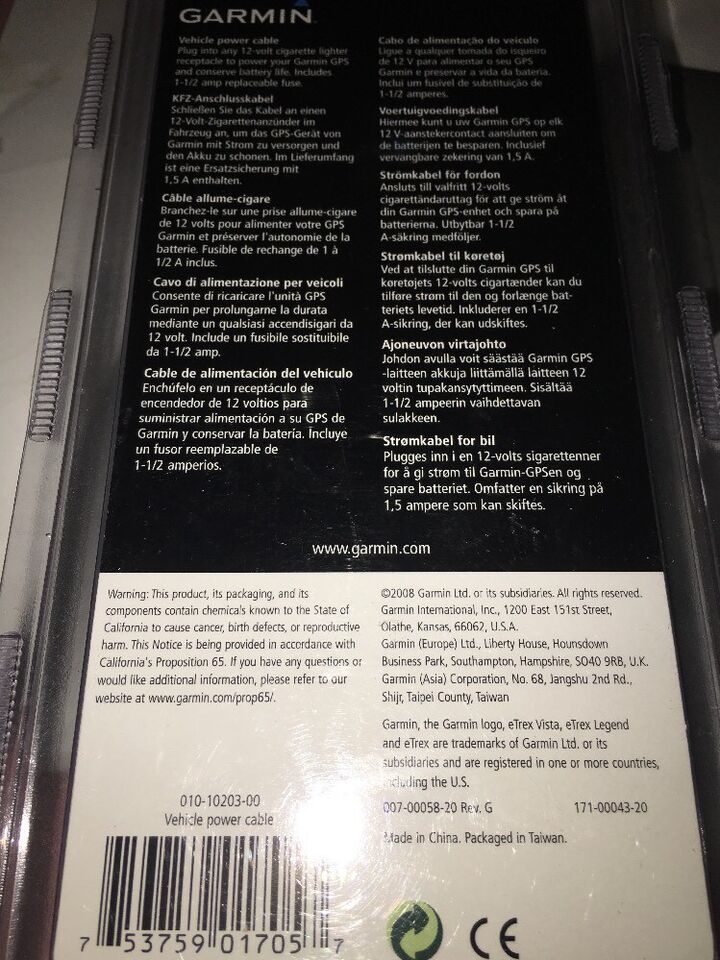 GARMIN
Vehicle power cable
Plug into any 12-volt cigarette lighter
receptacle to power your Garmin GPS
and conserve battery life. Includes
1-1/2 amp replaceable fuse.
KFZ-Anschlusskabel
Schließen Sie das Kabel an einen
12-Volt-Zigarettenanzünder im
Fahrzeug an, um das GPS-Gerät von
Garmin mit Strom zu versorgen und
den Akku zu schonen. Im Lieferumfang
ist eine Ersatzsicherung mit
1,5 A enthalten.
Câble allume-cigare
Branchez-le sur une prise allume-cigare
de 12 volts pour alimenter votre GPS
Garmin et préserver l'autonomie de la
batterie. Fusible de rechange de 1 à
1/2 A inclus.
Cavo di alimentazione per veicoli
Consente di ricaricare l'unità GPS
Garmin per prolungarne la durata
mediante un qualsiasi accendisigari da
12 volt. Include un fusibile sostituibile
da 1-1/2 amp.
Cable de alimentación del vehículo
Enchúfelo en un receptáculo de
encendedor de 12 voltios para
suministrar alimentación a su GPS de
Garmin y conservar la batería. Incluye
un fusor reemplazable de
1-1/2 amperios.
Cabo de alimentação do veículo
Ligue a qualquer tomada do isqueiro
de 12 V para alimentar o seu GPS
Garmin e preservar a vida da bateria.
Inclui um fusível de substituição de
1-1/2 amperes.
Voertuigvoedingskabel
Hiermee kunt u uw Garmin GPS op elk
12 V-aanstekercontact aansluiten om
de batterijen te besparen. Inclusief
vervangbare zekering van 1,5 A.
Strömkabel för fordon
Ansluts till valfritt 12-volts
cigarettändaruttag för att ge ström åt
din Garmin GPS-enhet och spara på
batterierna. Utbytbar 1-1/2
A-säkring medföljer.
Strømkabel til køretøj
Ved at tilslutte din Garmin GPS til
køretøjets 12-volts cigartænder kan du
tilføre strøm til den og forlænge bat-
teriets levetid. Inkluderer en 1-1/2
A-sikring, der kan udskiftes.
Ajoneuvon virtajohto
Johdon avulla voit säästää Garmin GPS
-laitteen akkuja liittämällä laitteen 12
voltin tupakansytyttimeen. Sisältää
1-1/2 ampeerin vaihdettavan
sulakkeen.
Strømkabel for bil
Plugges inn i en 12-volts sigarettenner
for å gi strøm til Garmin-GPSen og
spare batteriet. Omfatter en sikring på
1,5 ampere som kan skiftes.
www.garmin.com
Warning: This product, its packaging, and its
components contain chemicals known to the State of
California to cause cancer, birth defects, or reproductive
harm. This Notice is being provided in accordance with
California's Proposition 65. If you have any questions or
would like additional information, please refer to our
website at www.garmin.com/prop65/.
©2008 Garmin Ltd. or its subsidiaries. All rights reserved.
Garmin International, Inc., 1200 East 151st Street,
Olathe, Kansas, 66062, U.S.A.
Garmin (Europe) Ltd., Liberty House, Hounsdown
Business Park, Southampton, Hampshire, SO40 9RB, U.K.
Garmin (Asia) Corporation, No. 68, Jangshu 2nd Rd.,
Shijr, Taipei County, Taiwan
Garmin, the Garmin logo, eTrex Vista, eTrex Legend
and eTrex are trademarks of Garmin Ltd. or its
subsidiaries and are registered in one or more countries,
including the U.S.
010-10203-00
Vehicle power cable
007-00058-20 Rev. G 171-00043-20
Made in China. Packaged in Taiwan.
7 53759 01705 7
CE